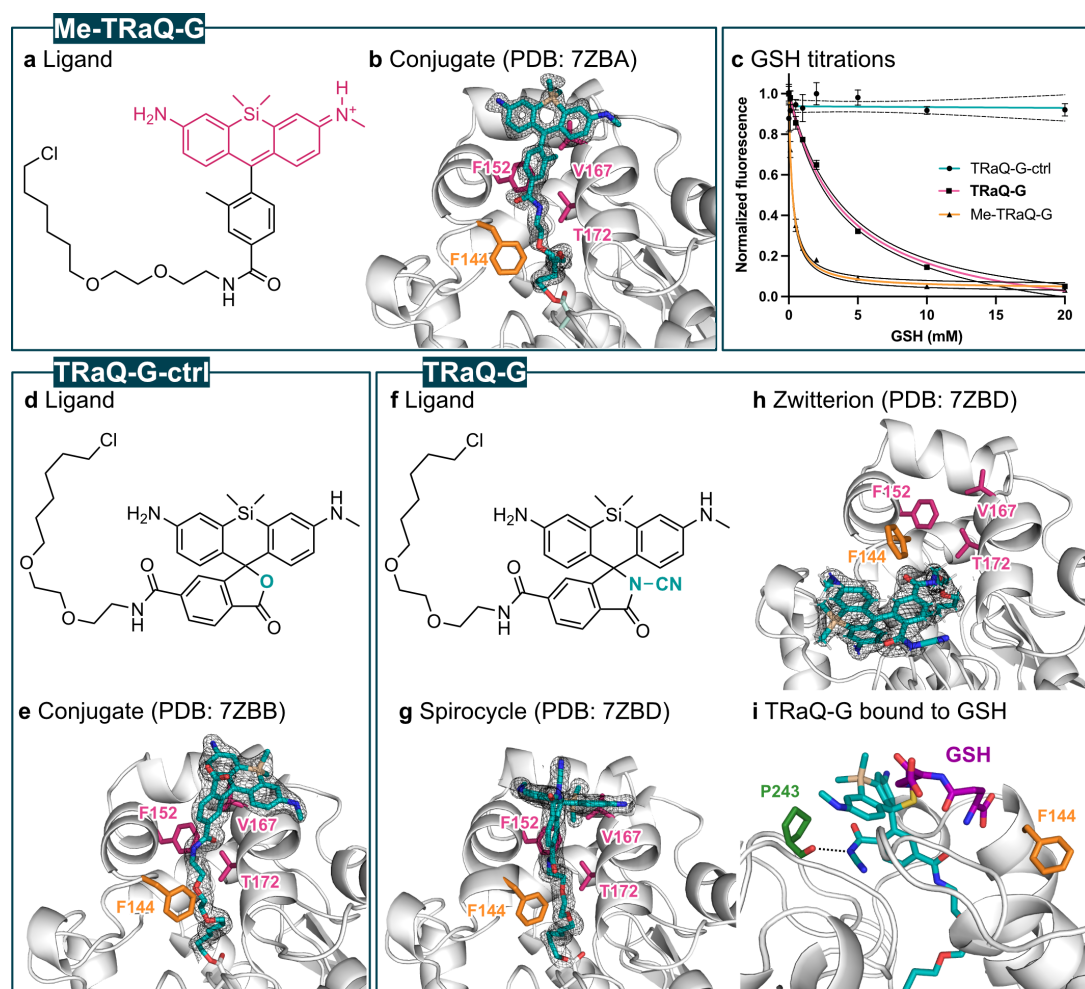 Me-TRaQ-G
a Ligand
H
H₂N
Si
N
+
Cl
O
O
N
H
O
b Conjugate (PDB: 7ZBA)
F152
V167
T172
F144
c GSH titrations
Normalized fluorescence
1.0
0.8
0.6
0.4
0.2
0.0
TRaQ-G-ctrl
TRaQ-G
Me-TRaQ-G
0
5
10
15
20
GSH (mM)
TRaQ-G-ctrl
d Ligand
Cl
H₂N
Si
H
N
O
O
O
N
H
O
O
e Conjugate (PDB: 7ZBB)
F152
V167
T172
F144
TRaQ-G
f Ligand
Cl
H₂N
Si
H
N
O
O
N–CN
O
N
H
O
g Spirocycle (PDB: 7ZBD)
F152
V167
T172
F144
h Zwitterion (PDB: 7ZBD)
F152
V167
F144
T172
i TRaQ-G bound to GSH
GSH
P243
F144